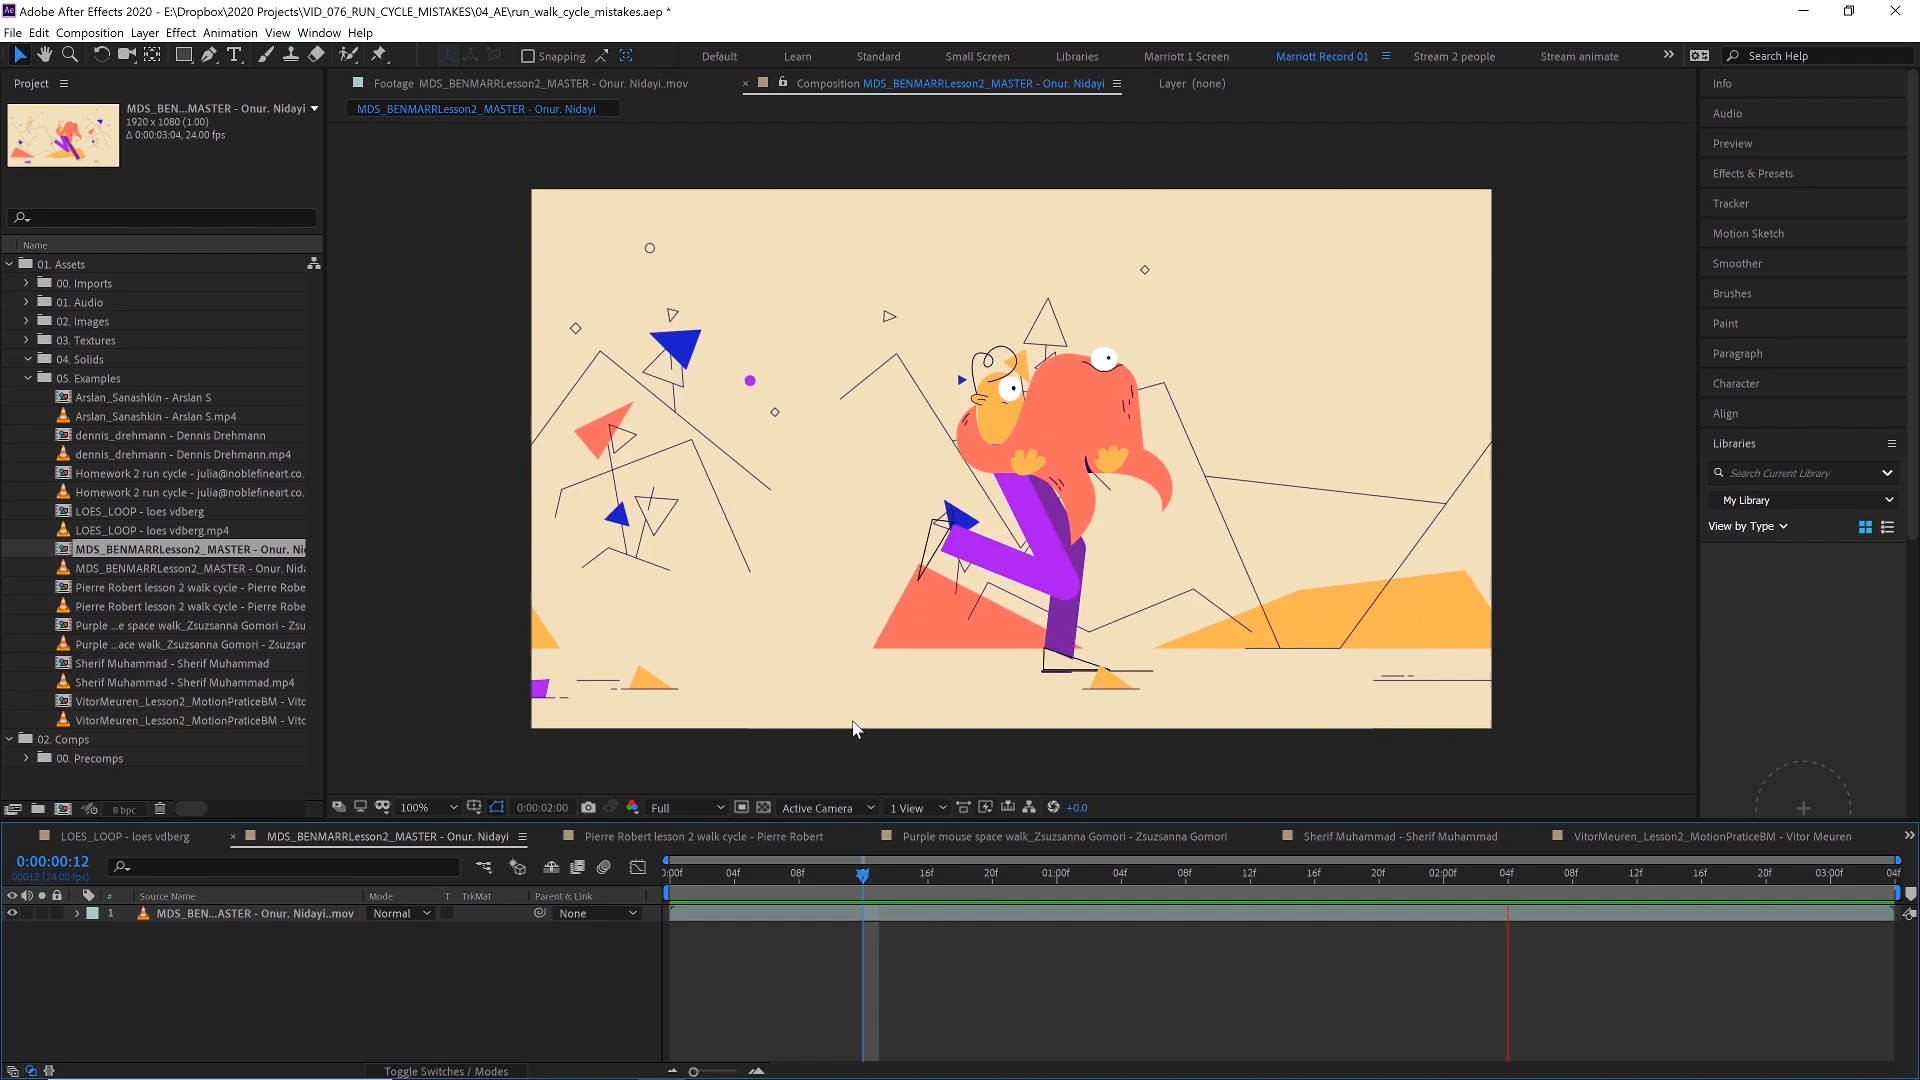 Adobe After Effects 2020 - E:\Dropbox\2020 Projects\VID_076_RUN_CYCLE_MISTAKES\04_AE\run_walk_cycle_mistakes.aep *
File Edit Composition Layer Effect Animation View Window Help
Snapping Default Learn Standard Small Screen Libraries Marriott 1 Screen Marriott Record 01 Stream 2 people Stream animate Search Help
Project
Footage MDS_BENMARRLesson2_MASTER - Onur. Nidayi..mov
Composition MDS_BENMARRLesson2_MASTER - Onur. Nidayi
Layer (none)
MDS_BENMARRLesson2_MASTER - Onur. Nidayi
MDS_BEN...MASTER - Onur. Nidayi
1920 x 1080 (1.00)
Δ 0:00:03:04, 24.00 fps
Name
01. Assets
00. Imports
01. Audio
02. Images
03. Textures
04. Solids
05. Examples
Arslan_Sanashkin - Arslan S
Arslan_Sanashkin - Arslan S.mp4
dennis_drehmann - Dennis Drehmann
dennis_drehmann - Dennis Drehmann.mp4
Homework 2 run cycle - julia@noblefineart.co.
Homework 2 run cycle - julia@noblefineart.co.
LOES_LOOP - loes vdberg
LOES_LOOP - loes vdberg.mp4
MDS_BENMARRLesson2_MASTER - Onur. Ni
MDS_BENMARRLesson2_MASTER - Onur. Nida
Pierre Robert lesson 2 walk cycle - Pierre Robe
Pierre Robert lesson 2 walk cycle - Pierre Robe
Purple ...e space walk_Zsuzsanna Gomori - Zsu
Purple ...ace walk_Zsuzsanna Gomori - Zsuzsar
Sherif Muhammad - Sherif Muhammad
Sherif Muhammad - Sherif Muhammad.mp4
VitorMeuren_Lesson2_MotionPraticeBM - Vitc
VitorMeuren_Lesson2_MotionPraticeBM - Vitc
02. Comps
00. Precomps
8 bpc
100% 0:00:02:00 Full Active Camera 1 View +0.0
Info
Audio
Preview
Effects & Presets
Tracker
Motion Sketch
Smoother
Brushes
Paint
Paragraph
Character
Align
Libraries
Search Current Library
My Library
View by Type
LOES_LOOP - loes vdberg
MDS_BENMARRLesson2_MASTER - Onur. Nidayi
Pierre Robert lesson 2 walk cycle - Pierre Robert
Purple mouse space walk_Zsuzsanna Gomori - Zsuzsanna Gomori
Sherif Muhammad - Sherif Muhammad
VitorMeuren_Lesson2_MotionPraticeBM - Vitor Meuren
0:00:00:12
00012 (24.00 fps)
:00f 04f 08f 16f 20f 01:00f 04f 08f 12f 16f 20f 02:00f 04f 08f 12f 16f 20f 03:00f 04f
# Source Name Mode T TrkMat Parent & Link
1 MDS_BEN...ASTER - Onur. Nidayi..mov Normal None
Toggle Switches / Modes